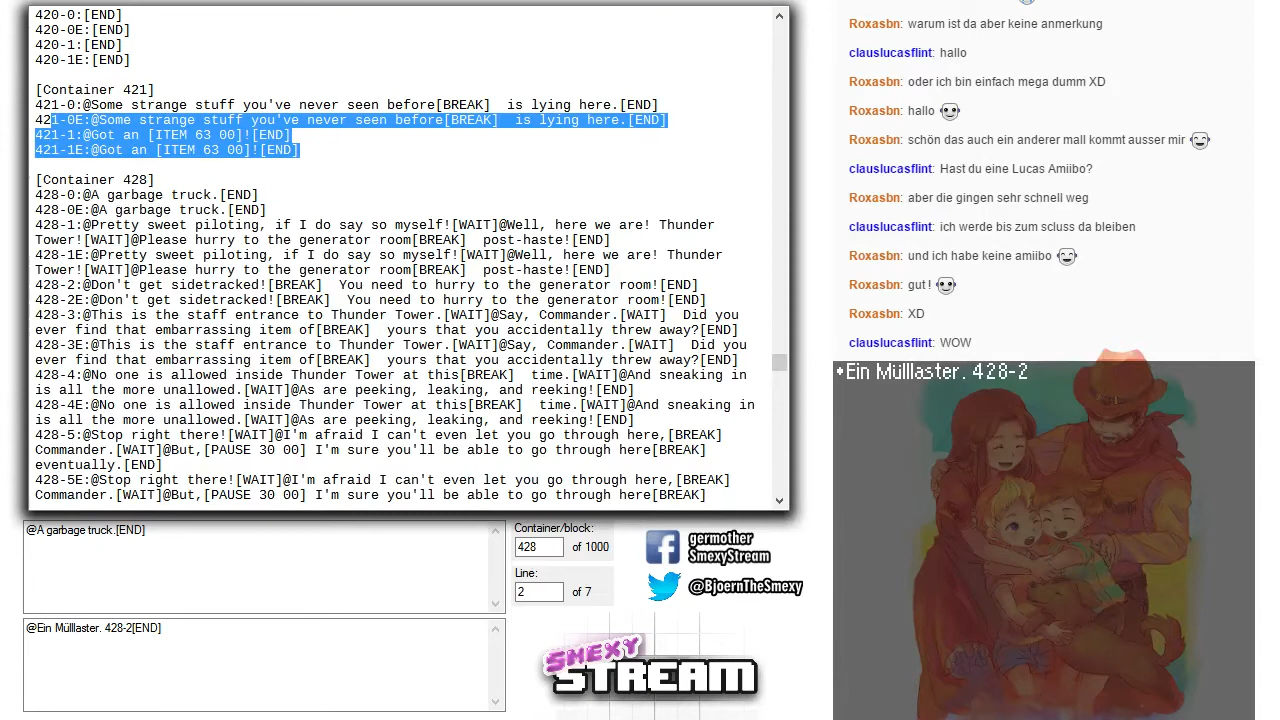 420-0:[END]
420-0E:[END]
420-1:[END]
420-1E:[END]
[Container 421]
421-0:@Some strange stuff you've never seen before[BREAK]  is lying here.[END]
421-0E:@Some strange stuff you've never seen before[BREAK]  is lying here.[END]
421-1:@Got an [ITEM 63 00]![END]
421-1E:@Got an [ITEM 63 00]![END]
[Container 428]
428-0:@A garbage truck.[END]
428-0E:@A garbage truck.[END]
428-1:@Pretty sweet piloting, if I do say so myself![WAIT]@Well, here we are! Thunder
Tower![WAIT]@Please hurry to the generator room[BREAK]  post-haste![END]
428-1E:@Pretty sweet piloting, if I do say so myself![WAIT]@Well, here we are! Thunder
Tower![WAIT]@Please hurry to the generator room[BREAK]  post-haste![END]
428-2:@Don't get sidetracked![BREAK]  You need to hurry to the generator room![END]
428-2E:@Don't get sidetracked![BREAK]  You need to hurry to the generator room![END]
428-3:@This is the staff entrance to Thunder Tower.[WAIT]@Say, Commander.[WAIT]  Did you
ever find that embarrassing item of[BREAK]  yours that you accidentally threw away?[END]
428-3E:@This is the staff entrance to Thunder Tower.[WAIT]@Say, Commander.[WAIT]  Did you
ever find that embarrassing item of[BREAK]  yours that you accidentally threw away?[END]
428-4:@No one is allowed inside Thunder Tower at this[BREAK]  time.[WAIT]@And sneaking in
is all the more unallowed.[WAIT]@As are peeking, leaking, and reeking![END]
428-4E:@No one is allowed inside Thunder Tower at this[BREAK]  time.[WAIT]@And sneaking in
is all the more unallowed.[WAIT]@As are peeking, leaking, and reeking![END]
428-5:@Stop right there![WAIT]@I'm afraid I can't even let you go through here,[BREAK]
Commander.[WAIT]@But,[PAUSE 30 00] I'm sure you'll be able to go through here[BREAK]
eventually.[END]
428-5E:@Stop right there![WAIT]@I'm afraid I can't even let you go through here,[BREAK]
Commander.[WAIT]@But,[PAUSE 30 00] I'm sure you'll be able to go through here[BREAK]
@A garbage truck.[END]
@Ein Mülllaster. 428-2[END]
Container/block:
428 of 1000
Line:
2 of 7
germother
SmexyStream
@BjoernTheSmexy
SMEXY
STREAM
Roxasbn: warum ist da aber keine anmerkung
clauslucasflint: hallo
Roxasbn: oder ich bin einfach mega dumm XD
Roxasbn: hallo
Roxasbn: schön das auch ein anderer mall kommt ausser mir
clauslucasflint: Hast du eine Lucas Amiibo?
Roxasbn: aber die gingen sehr schnell weg
clauslucasflint: ich werde bis zum scluss da bleiben
Roxasbn: und ich habe keine amiibo
Roxasbn: gut!
Roxasbn: XD
clauslucasflint: WOW
•Ein Mülllaster. 428-2